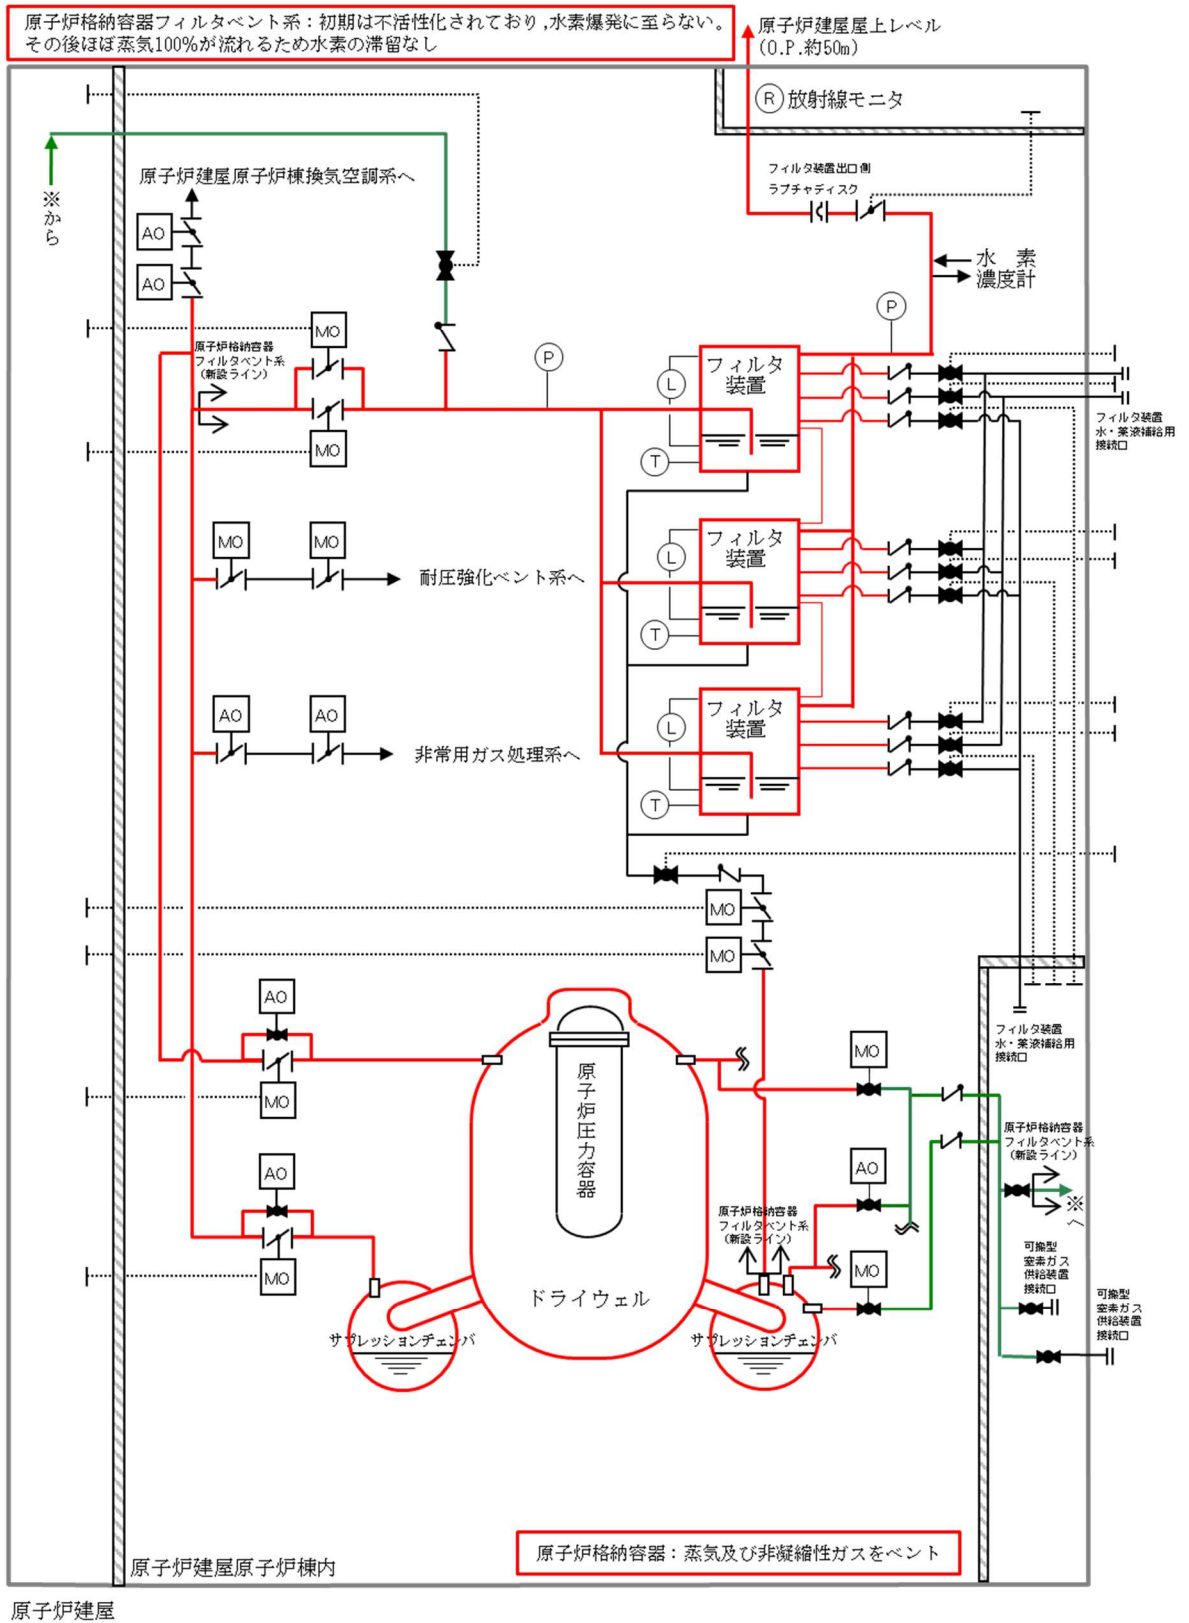 原子炉格納容器フィルタベント系：初期は不活性化されており,水素爆発に至らない。
その後ほぼ蒸気100%が流れるため水素の滞留なし
原子炉建屋屋上レベル
(O.P.約50m)
R 放射線モニタ
※から
原子炉建屋原子炉棟換気空調系へ
フィルタ装置出口側
ラプチャディスク
AO
AO
水 素
濃度計
P
MO
原子炉格納容器
フィルタベント系
(新設ライン)
P
MO
フィルタ
装置
L
T
フィルタ装置
水・薬液補給用
接続口
MO
MO
耐圧強化ベント系へ
フィルタ
装置
L
T
AO
AO
非常用ガス処理系へ
フィルタ
装置
L
T
MO
MO
AO
MO
原子炉圧力容器
MO
フィルタ装置
水・薬液補給用
接続口
原子炉格納容器
フィルタベント系
(新設ライン)
※へ
AO
AO
MO
原子炉格納容器
フィルタベント系
(新設ライン)
MO
可搬型
窒素ガス
供給装置
接続口
可搬型
窒素ガス
供給装置
接続口
ドライウェル
サプレッションチェンバ
サプレッションチェンバ
原子炉格納容器：蒸気及び非凝縮性ガスをベント
原子炉建屋原子炉棟内
原子炉建屋